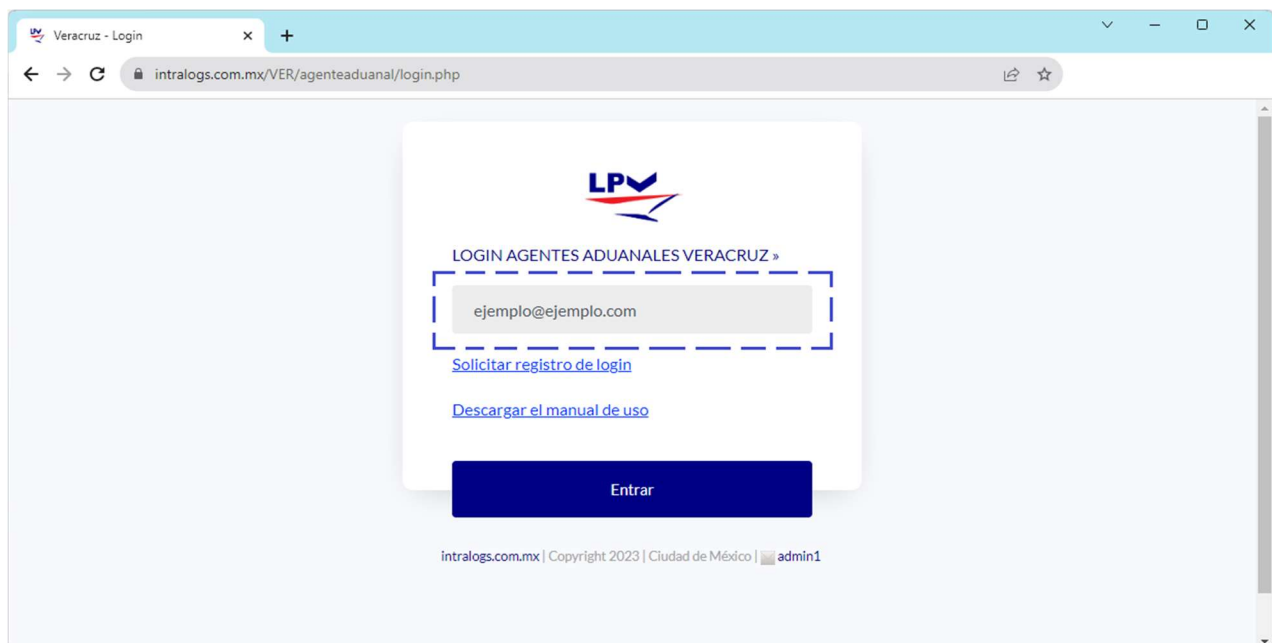 Veracruz - Login
intralogs.com.mx/VER/agenteaduanal/login.php
LPV
LOGIN AGENTES ADUANALES VERACRUZ »
ejemplo@ejemplo.com
Solicitar registro de login
Descargar el manual de uso
Entrar
intralogs.com.mx | Copyright 2023 | Ciudad de México | admin1